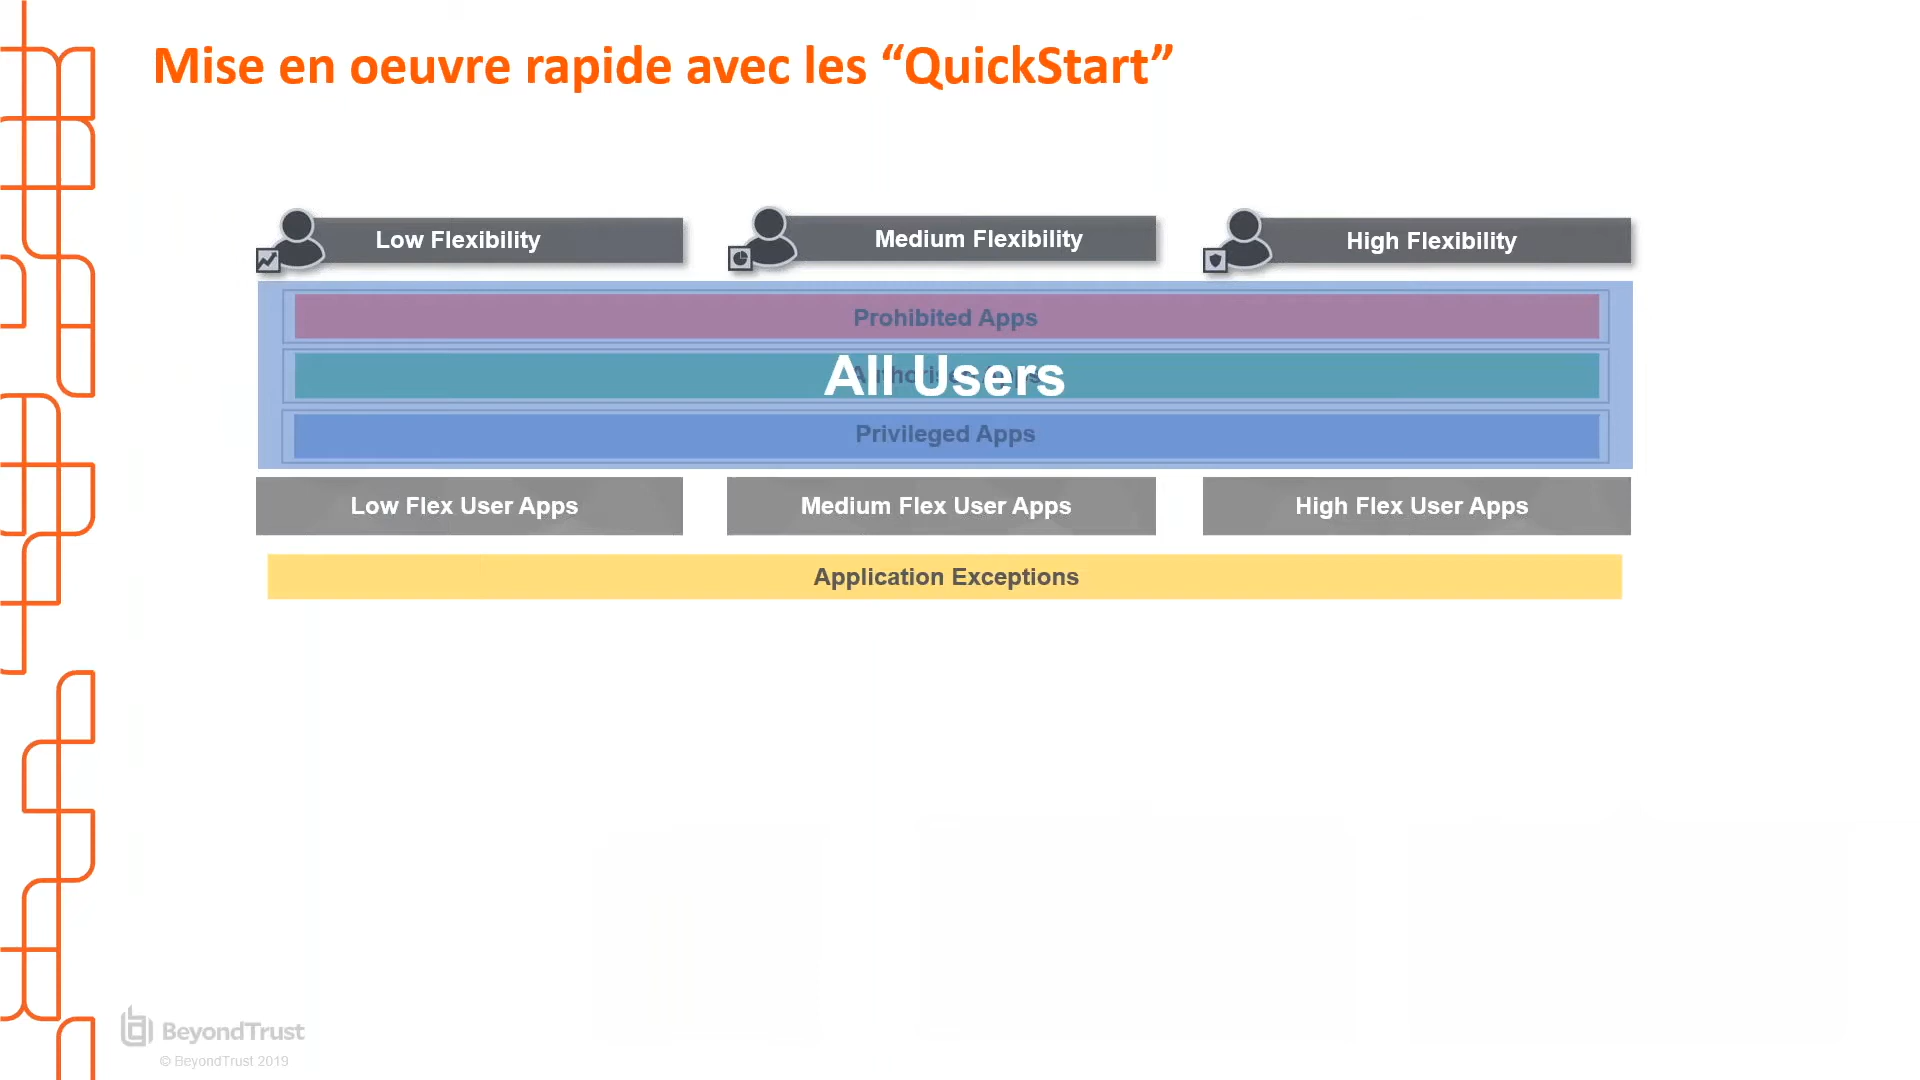 Mise en oeuvre rapide avec les “QuickStart”
Low Flexibility
Medium Flexibility
High Flexibility
Prohibited Apps
All Users
Privileged Apps
Low Flex User Apps
Medium Flex User Apps
High Flex User Apps
Application Exceptions
BeyondTrust
© BeyondTrust 2019